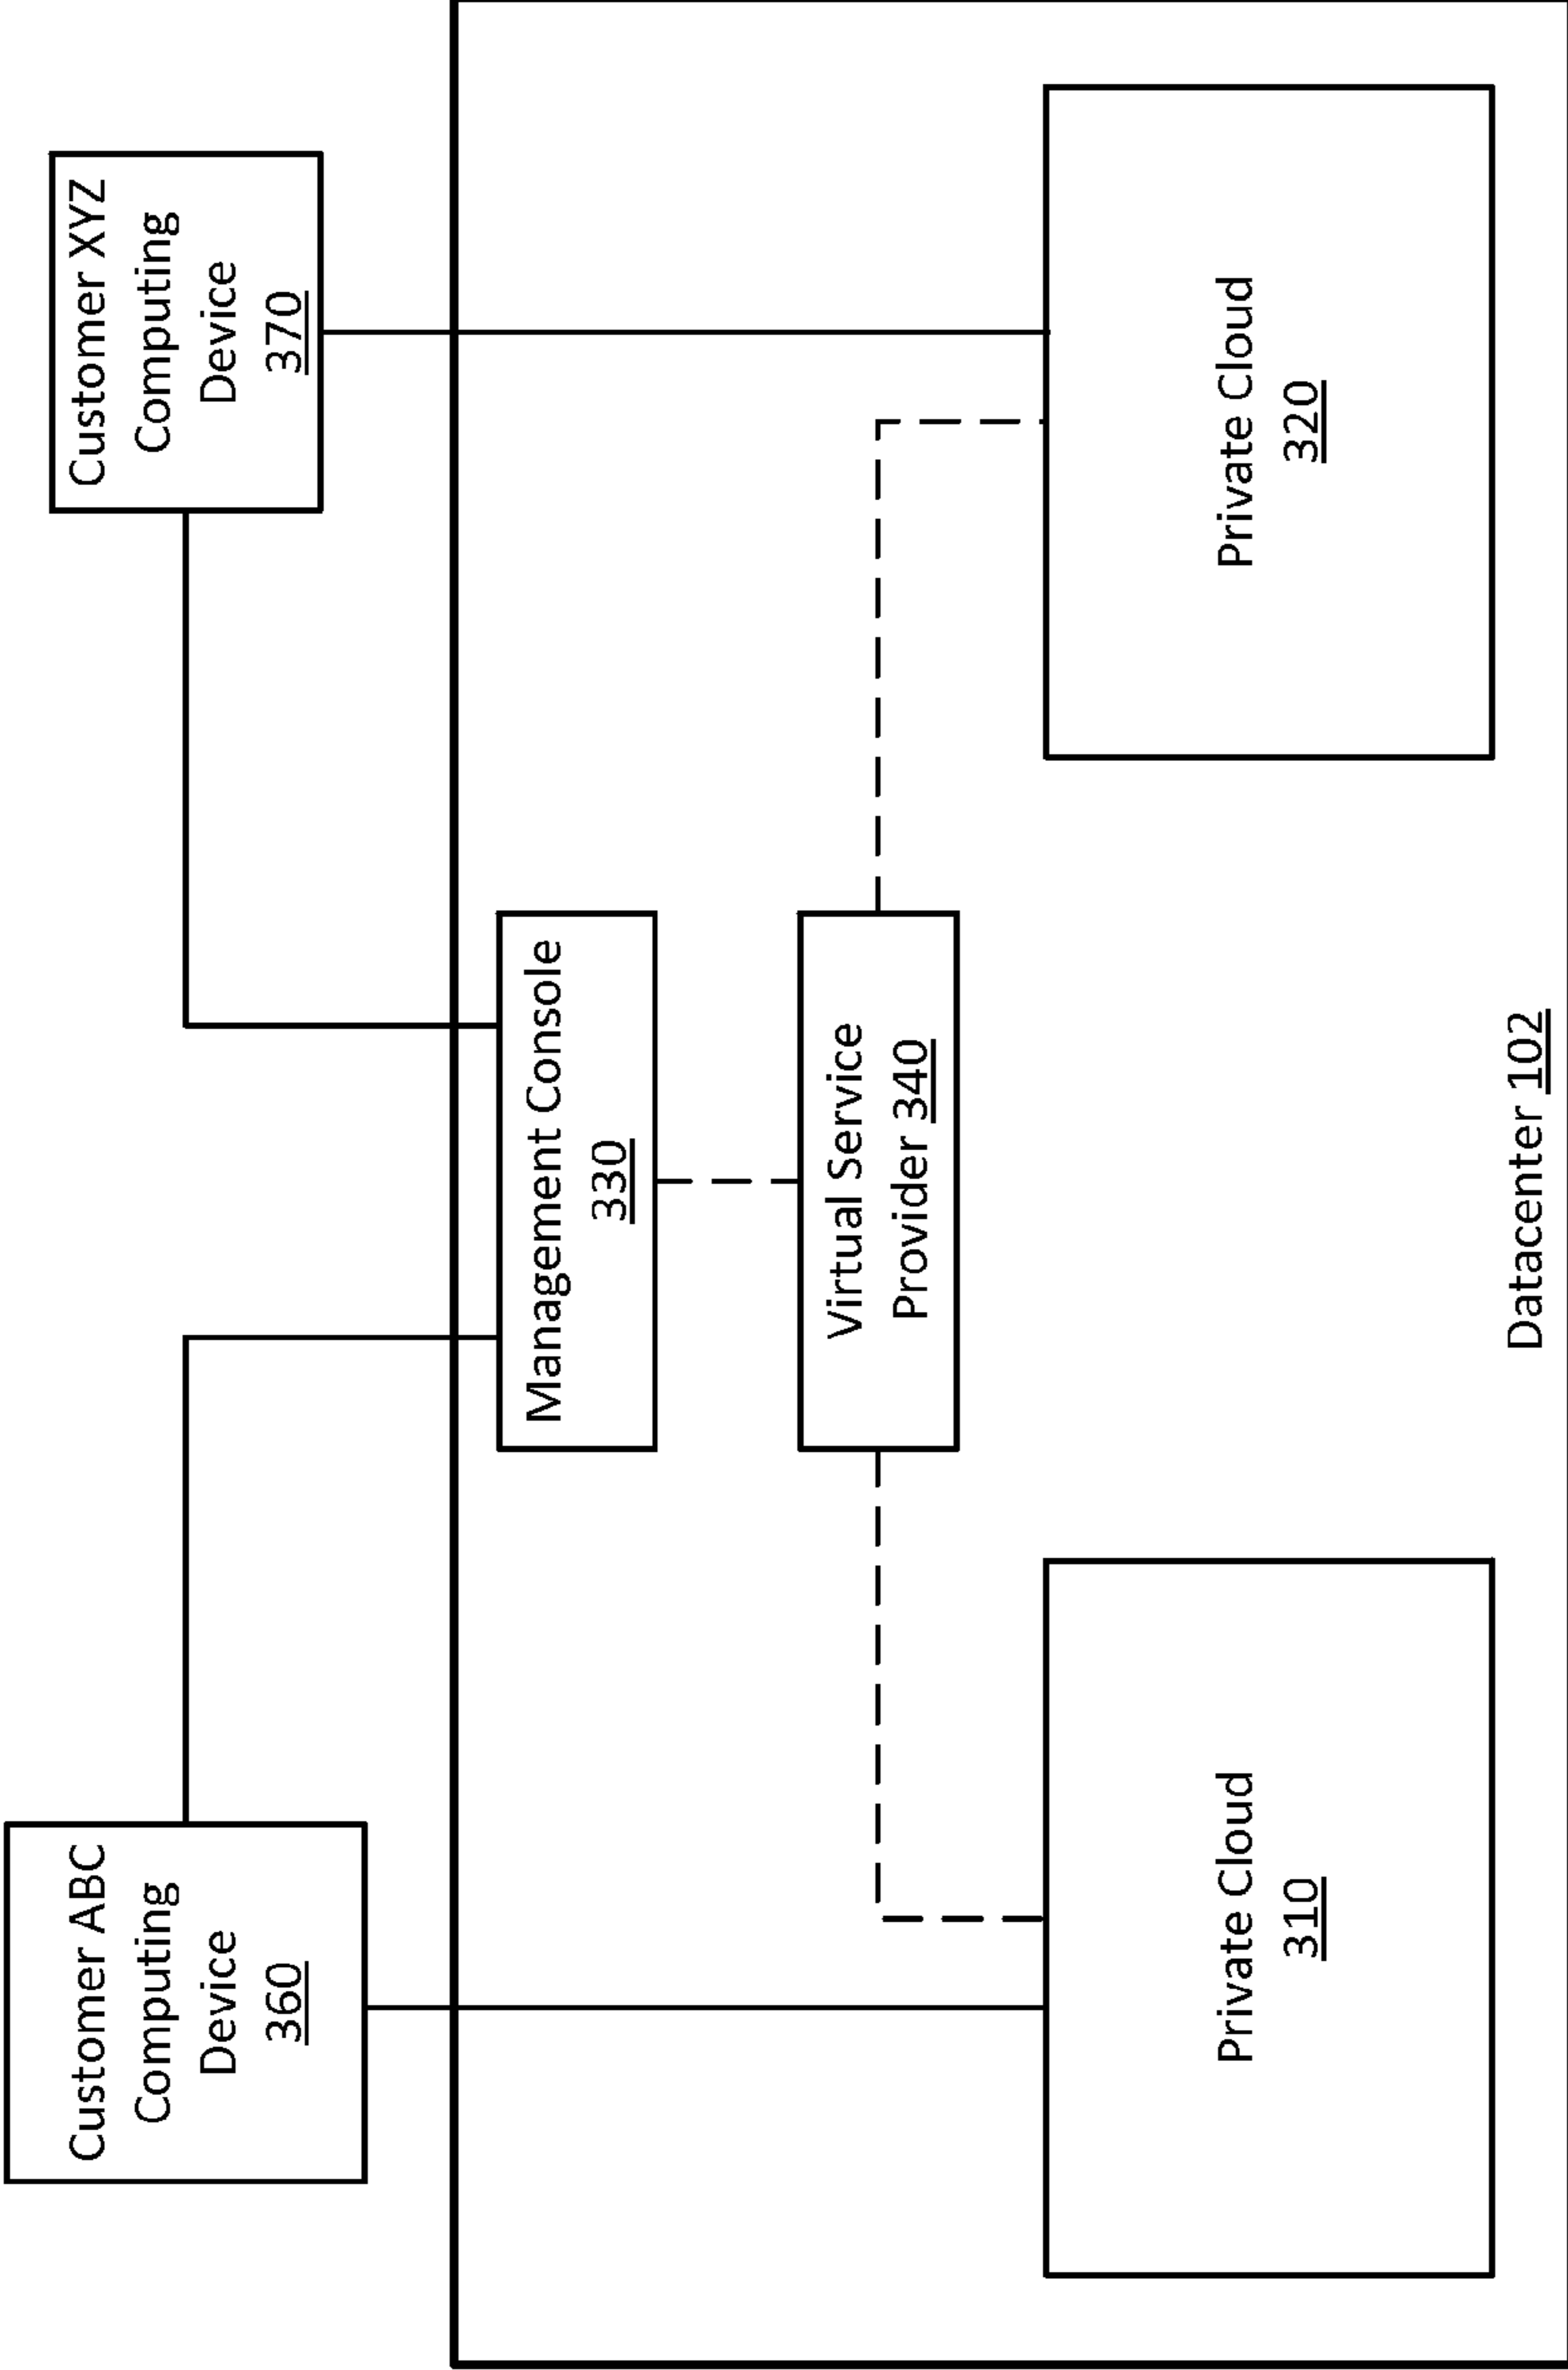 Customer ABC
Computing
Device
360
Customer XYZ
Computing
Device
370
Management Console
330
Virtual Service
Provider 340
Private Cloud
310
Private Cloud
320
Datacenter 102